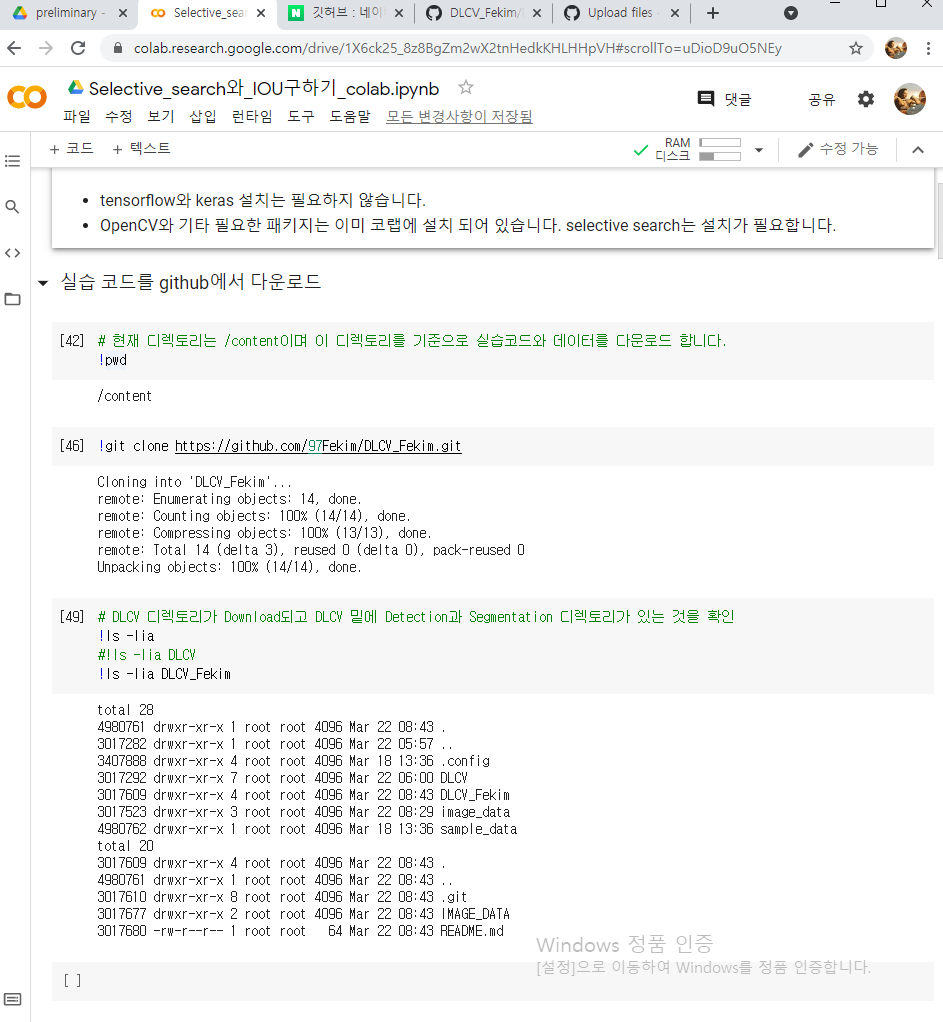 preliminary -
Selective_sear
깃허브 : 네이
DLCV_Fekim/
Upload files
colab.research.google.com/drive/1X6ck25_8z8BgZm2wX2tnHedkKHLHHpVH#scrollTo=uDioD9uO5NEy
Selective_search와_IOU구하기_colab.ipynb
댓글
공유
파일 수정 보기 삽입 런타임 도구 도움말 모든 변경사항이 저장됨
+ 코드 + 텍스트
RAM
디스크
수정 가능
• tensorflow와 keras 설치는 필요하지 않습니다.
• OpenCV와 기타 필요한 패키지는 이미 코랩에 설치 되어 있습니다. selective search는 설치가 필요합니다.
실습 코드를 github에서 다운로드
[42] # 현재 디렉토리는 /content이며 이 디렉토리를 기준으로 실습코드와 데이터를 다운로드 합니다.
!pwd
/content
[46] !git clone https://github.com/97Fekim/DLCV_Fekim.git
Cloning into 'DLCV_Fekim'...
remote: Enumerating objects: 14, done.
remote: Counting objects: 100% (14/14), done.
remote: Compressing objects: 100% (13/13), done.
remote: Total 14 (delta 3), reused 0 (delta 0), pack-reused 0
Unpacking objects: 100% (14/14), done.
[49] # DLCV 디렉토리가 Download되고 DLCV 밑에 Detection과 Segmentation 디렉토리가 있는 것을 확인
!ls -lia
#!ls -lia DLCV
!ls -lia DLCV_Fekim
total 28
4980761 drwxr-xr-x 1 root root 4096 Mar 22 08:43 .
3017282 drwxr-xr-x 1 root root 4096 Mar 22 05:57 ..
3407888 drwxr-xr-x 4 root root 4096 Mar 18 13:36 .config
3017292 drwxr-xr-x 7 root root 4096 Mar 22 06:00 DLCV
3017609 drwxr-xr-x 4 root root 4096 Mar 22 08:43 DLCV_Fekim
3017523 drwxr-xr-x 3 root root 4096 Mar 22 08:29 image_data
4980762 drwxr-xr-x 1 root root 4096 Mar 18 13:36 sample_data
total 20
3017609 drwxr-xr-x 4 root root 4096 Mar 22 08:43 .
4980761 drwxr-xr-x 1 root root 4096 Mar 22 08:43 ..
3017610 drwxr-xr-x 8 root root 4096 Mar 22 08:43 .git
3017677 drwxr-xr-x 2 root root 4096 Mar 22 08:43 IMAGE_DATA
3017680 -rw-r--r-- 1 root root 64 Mar 22 08:43 README.md
Windows 정품 인증
[설정]으로 이동하여 Windows를 정품 인증합니다.
[ ]